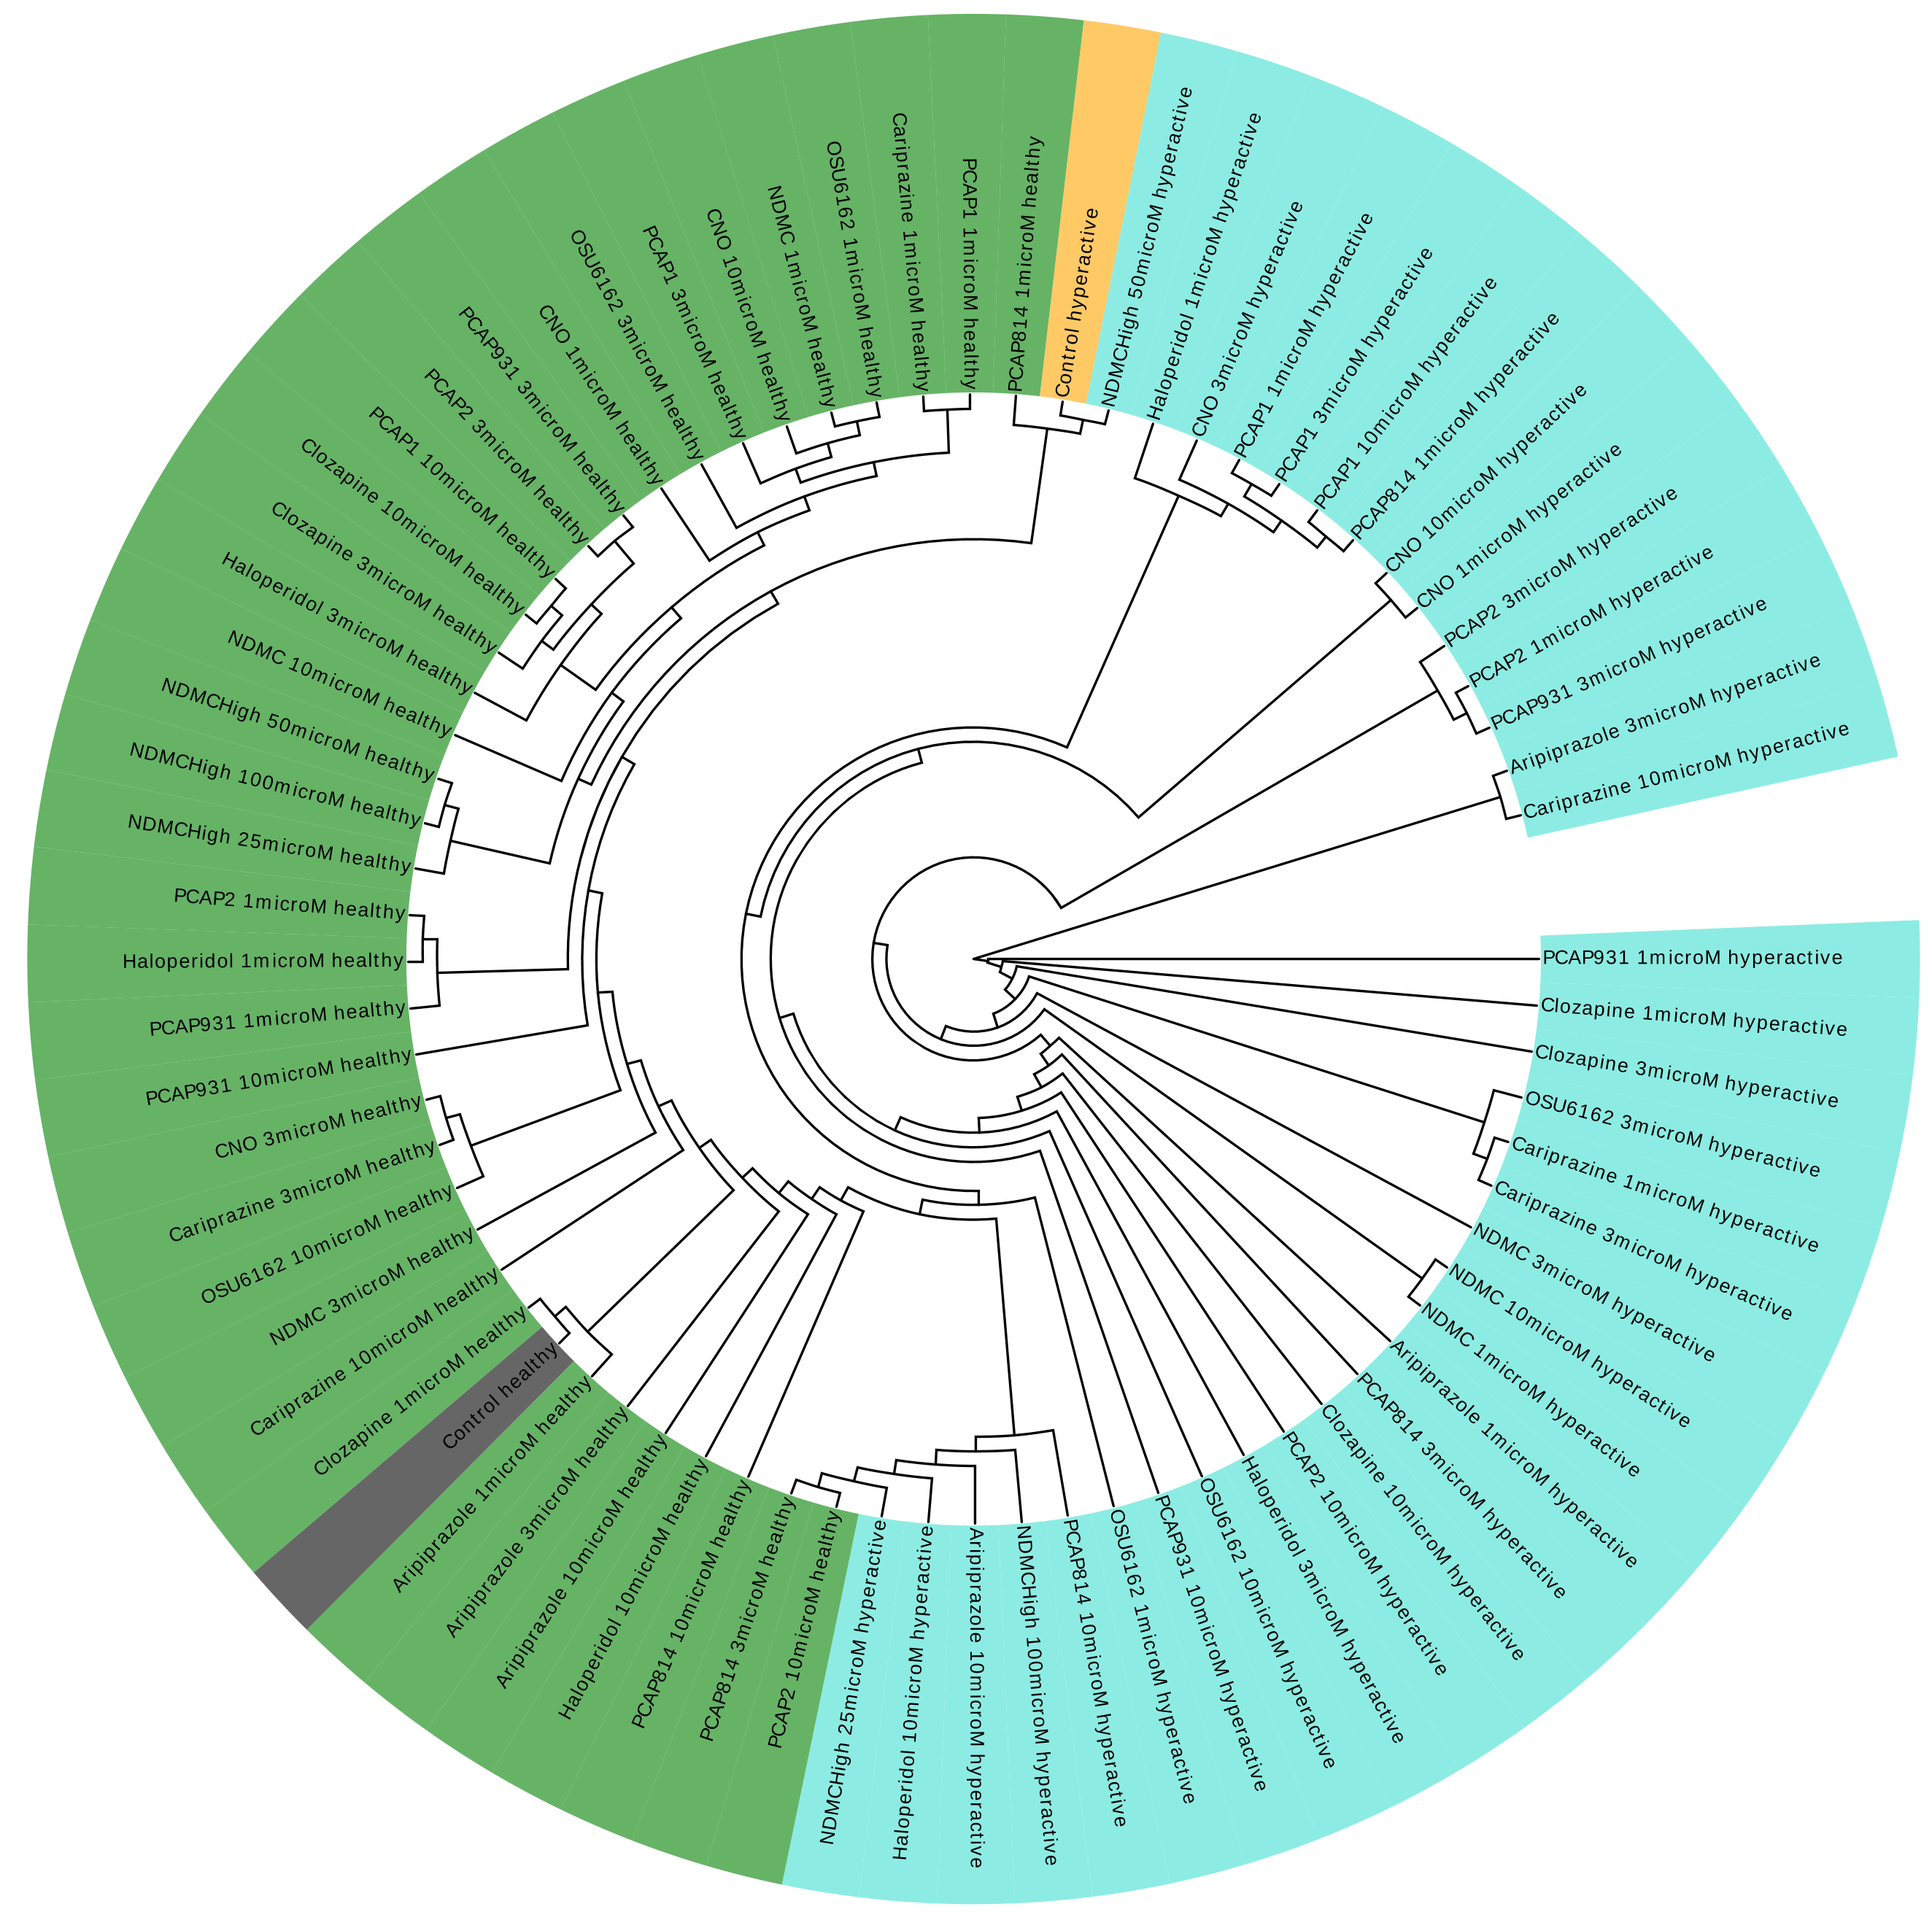 PCAP814 1microM healthy
Control hyperactive
NDMCHigh 50microM hyperactive
Haloperidol 1microM hyperactive
CNO 3microM hyperactive
PCAP1 1microM hyperactive
PCAP1 3microM hyperactive
PCAP1 10microM hyperactive
PCAP814 1microM hyperactive
CNO 10microM hyperactive
CNO 1microM hyperactive
PCAP2 3microM hyperactive
PCAP2 1microM hyperactive
PCAP931 3microM hyperactive
Aripiprazole 3microM hyperactive
Cariprazine 10microM hyperactive
PCAP931 1microM hyperactive
Clozapine 1microM hyperactive
Clozapine 3microM hyperactive
OSU6162 3microM hyperactive
Cariprazine 1microM hyperactive
Cariprazine 3microM hyperactive
NDMC 3microM hyperactive
NDMC 10microM hyperactive
NDMC 1microM hyperactive
Aripiprazole 1microM hyperactive
PCAP814 3microM hyperactive
Clozapine 10microM hyperactive
PCAP2 10microM hyperactive
Haloperidol 3microM hyperactive
OSU6162 10microM hyperactive
PCAP931 10microM hyperactive
OSU6162 1microM hyperactive
PCAP814 10microM hyperactive
NDMCHigh 100microM hyperactive
Aripiprazole 10microM hyperactive
Haloperidol 10microM hyperactive
NDMCHigh 25microM hyperactive
PCAP2 10microM healthy
PCAP814 3microM healthy
PCAP814 10microM healthy
Haloperidol 10microM healthy
Aripiprazole 10microM healthy
Aripiprazole 3microM healthy
Aripiprazole 1microM healthy
Control healthy
Clozapine 1microM healthy
Cariprazine 10microM healthy
NDMC 3microM healthy
OSU6162 10microM healthy
Cariprazine 3microM healthy
CNO 3microM healthy
PCAP931 10microM healthy
PCAP931 1microM healthy
Haloperidol 1microM healthy
PCAP2 1microM healthy
NDMCHigh 25microM healthy
NDMCHigh 100microM healthy
NDMCHigh 50microM healthy
NDMC 10microM healthy
Haloperidol 3microM healthy
Clozapine 3microM healthy
Clozapine 10microM healthy
PCAP1 10microM healthy
PCAP2 3microM healthy
PCAP931 3microM healthy
CNO 1microM healthy
OSU6162 3microM healthy
PCAP1 3microM healthy
CNO 10microM healthy
NDMC 1microM healthy
OSU6162 1microM healthy
Cariprazine 1microM healthy
PCAP1 1microM healthy